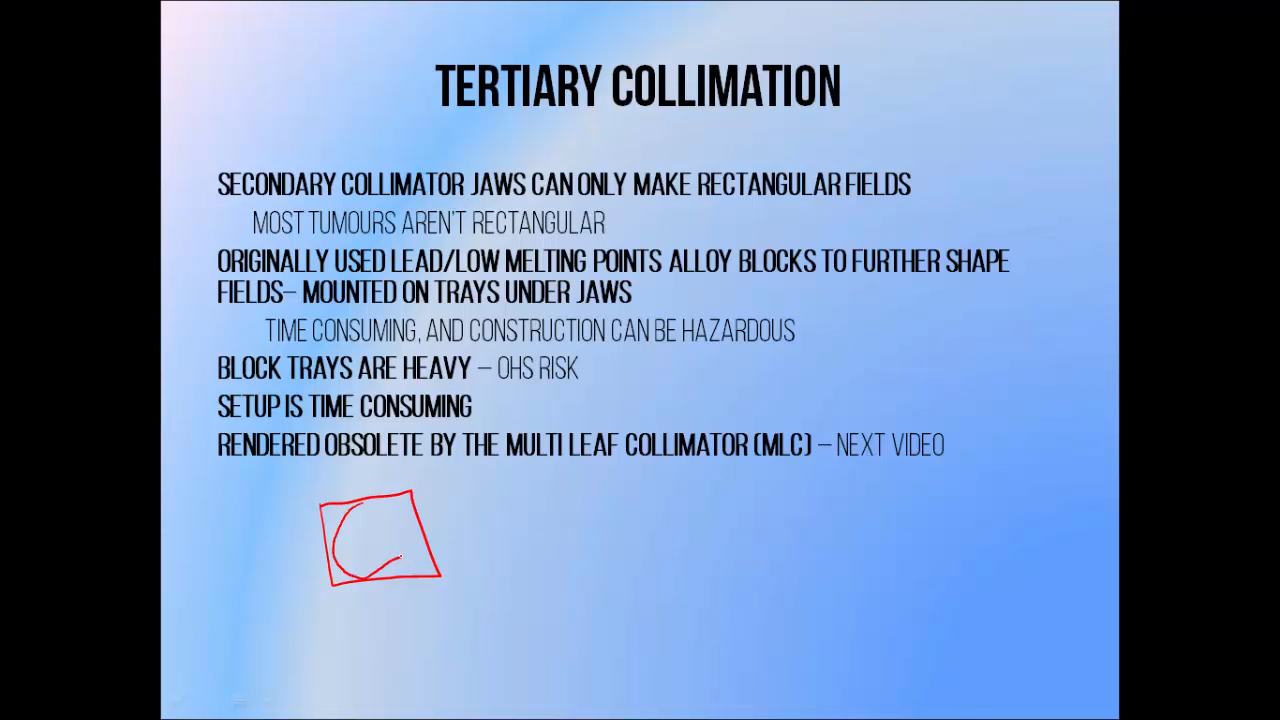 TERTIARY COLLIMATION
SECONDARY COLLIMATOR JAWS CAN ONLY MAKE RECTANGULAR FIELDS
MOST TUMOURS AREN'T RECTANGULAR
ORIGINALLY USED LEAD/LOW MELTING POINTS ALLOY BLOCKS TO FURTHER SHAPE
FIELDS– MOUNTED ON TRAYS UNDER JAWS
TIME CONSUMING, AND CONSTRUCTION CAN BE HAZARDOUS
BLOCK TRAYS ARE HEAVY – OHS RISK
SETUP IS TIME CONSUMING
RENDERED OBSOLETE BY THE MULTI LEAF COLLIMATOR (MLC) – NEXT VIDEO